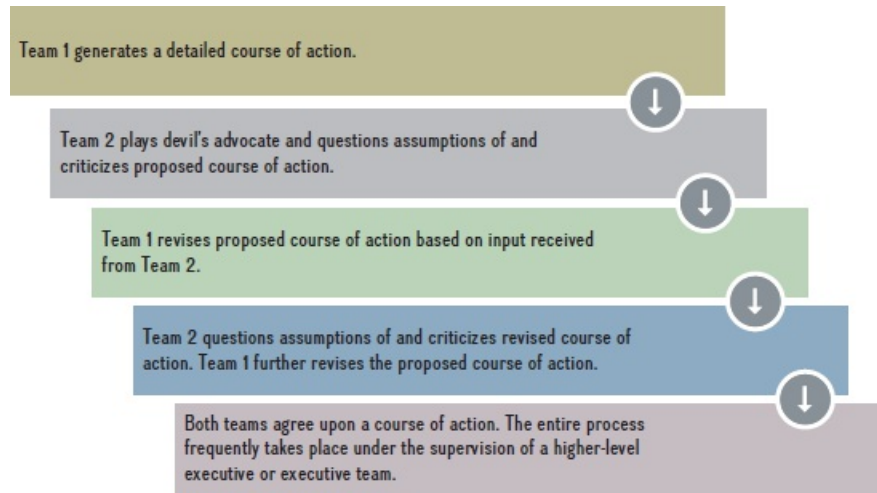 Team 1 generates a detailed course of action.
Team 2 plays devil's advocate and questions assumptions of and
criticizes proposed course of action.
Team 1 revises proposed course of action based on input received
from Team 2.
Team 2 questions assumptions of and criticizes revised course of
action. Team 1 further revises the proposed course of action.
Both teams agree upon a course of action. The entire process
frequently takes place under the supervision of a higher-level
executive or executive team.